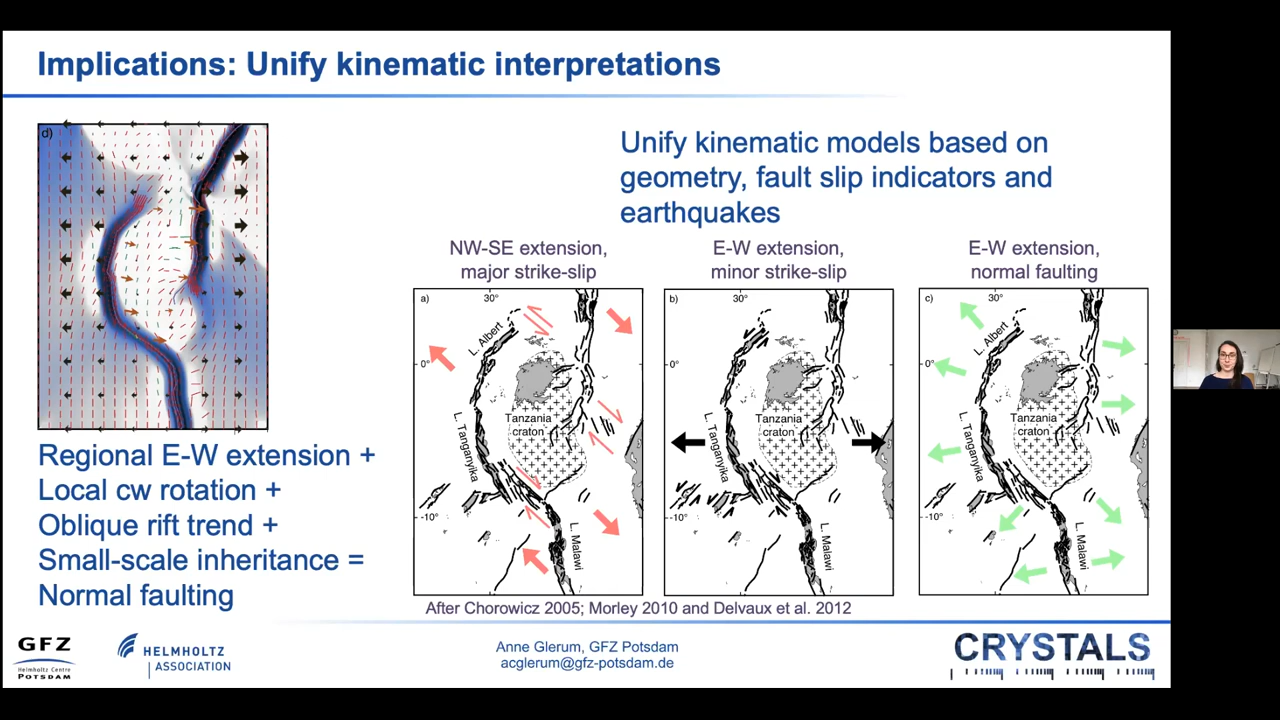 Implications: Unify kinematic interpretations
d)
Unify kinematic models based on
geometry, fault slip indicators and
earthquakes
NW-SE extension,
major strike-slip
E-W extension,
minor strike-slip
E-W extension,
normal faulting
a)
30°
L. Albert
0°
Tanzania
craton
L. Tanganyika
-10°
L. Malawi
b)
30°
L. Albert
0°
Tanzania
craton
L. Tanganyika
-10°
L. Malawi
c)
30°
L. Albert
0°
Tanzania
craton
L. Tanganyika
-10°
L. Malawi
Regional E-W extension +
Local cw rotation +
Oblique rift trend +
Small-scale inheritance =
Normal faulting
After Chorowicz 2005; Morley 2010 and Delvaux et al. 2012
GFZ
Helmholtz Centre
POTSDAM
HELMHOLTZ
ASSOCIATION
Anne Glerum, GFZ Potsdam
acglerum@gfz-potsdam.de
CRYSTALS